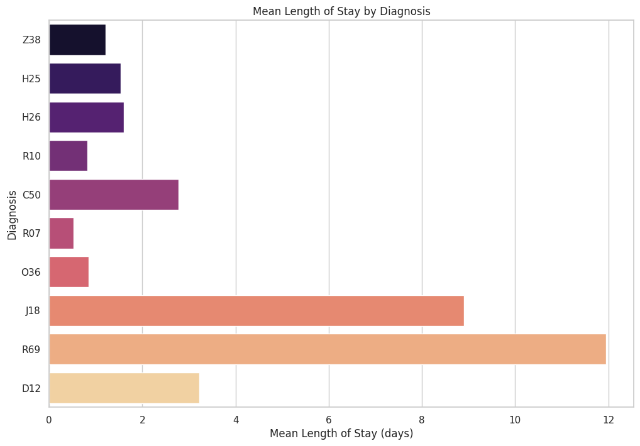 Mean Length of Stay by Diagnosis
Diagnosis
Z38
H25
H26
R10
C50
R07
O36
J18
R69
D12
0 2 4 6 8 10 12
Mean Length of Stay (days)